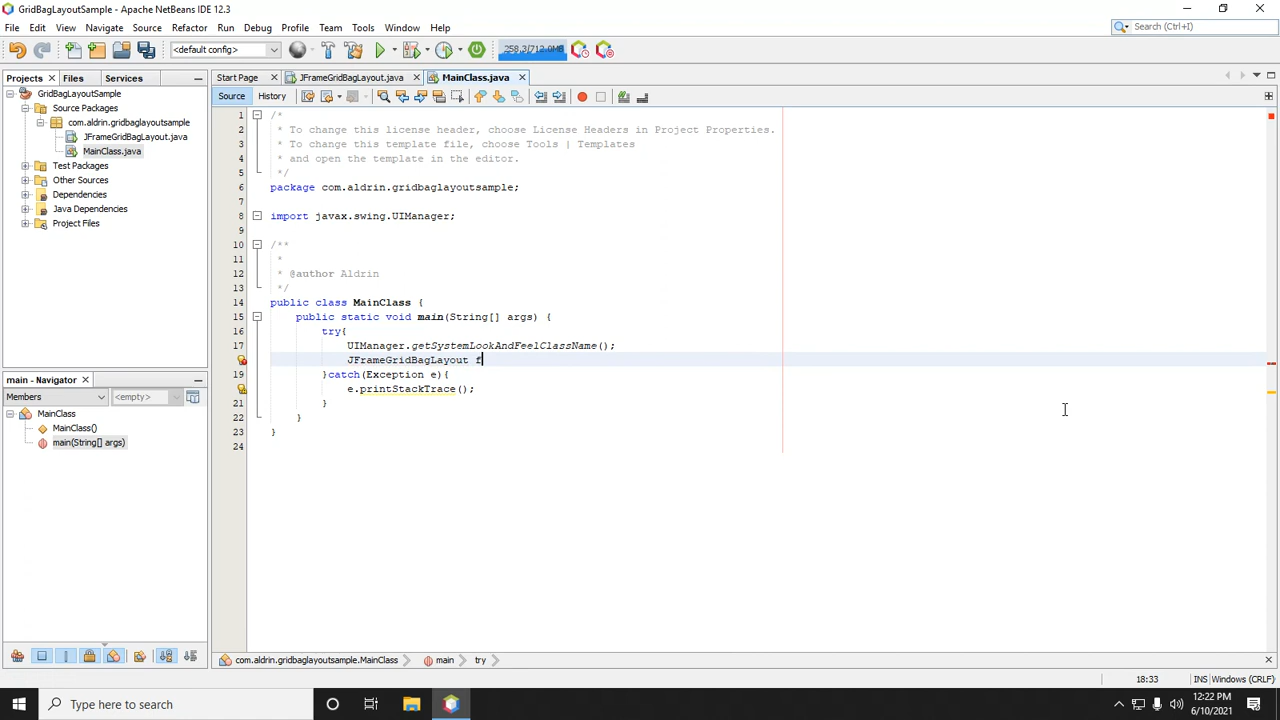 GridBagLayoutSample - Apache NetBeans IDE 12.3
File Edit View Navigate Source Refactor Run Debug Profile Team Tools Window Help
Search (Ctrl+I)
<default config>
258.3/712.0MB
Projects Files Services
Start Page JFrameGridBagLayout.java MainClass.java
Source History
GridBagLayoutSample
Source Packages
com.aldrin.gridbaglayoutsample
JFrameGridBagLayout.java
MainClass.java
Test Packages
Other Sources
Dependencies
Java Dependencies
Project Files
1 /*
2 * To change this license header, choose License Headers in Project Properties.
3 * To change this template file, choose Tools | Templates
4 * and open the template in the editor.
5 */
6 package com.aldrin.gridbaglayoutsample;
7
8 import javax.swing.UIManager;
9
10 /**
11 *
12 * @author Aldrin
13 */
14 public class MainClass {
15 public static void main(String[] args) {
16 try{
17 UIManager.getSystemLookAndFeelClassName();
JFrameGridBagLayout f
19 }catch(Exception e){
e.printStackTrace();
21 }
22 }
23 }
24
main - Navigator
Members <empty>
MainClass
MainClass()
main(String[] args)
com.aldrin.gridbaglayoutsample.MainClass main try
18:33 INS Windows (CRLF)
Type here to search
12:22 PM
6/10/2021